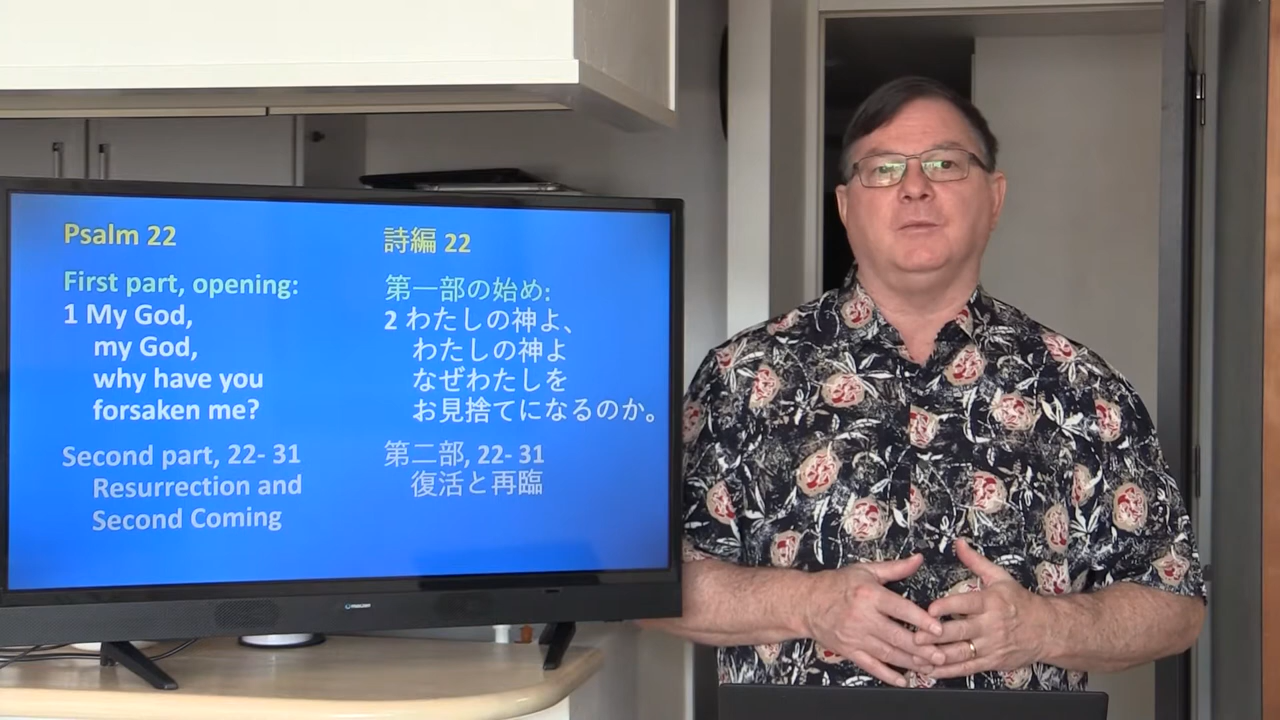 Psalm 22
First part, opening:
1 My God,
my God,
why have you
forsaken me?
Second part, 22- 31
Resurrection and
Second Coming
詩編 22
第一部の始め:
2 わたしの神よ、
わたしの神よ
なぜわたしを
お見捨てになるのか。
第二部, 22- 31
復活と再臨